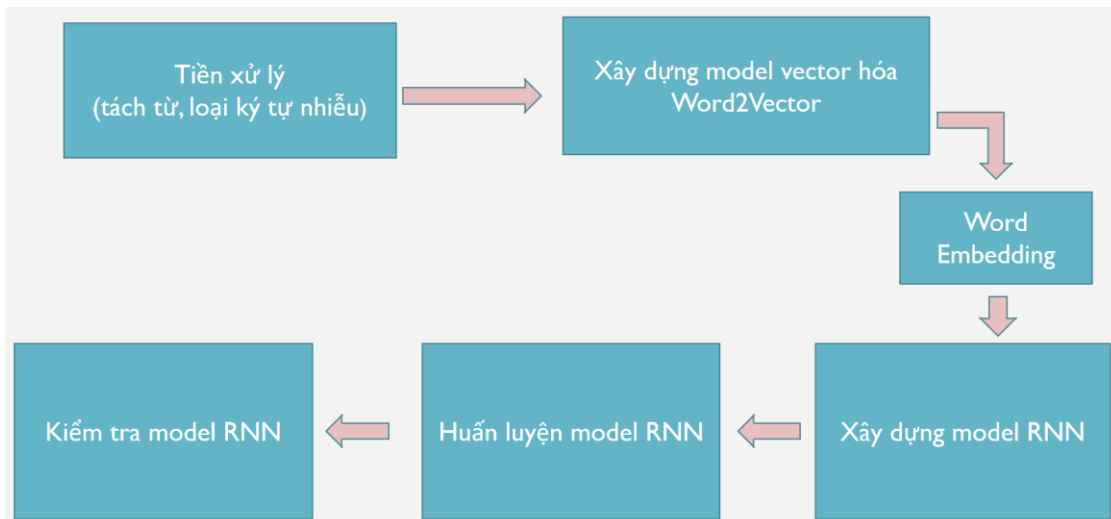 Tiền xử lý
(tách từ, loại ký tự nhiễu)
Xây dựng model vector hóa
Word2Vector
Word
Embedding
Xây dựng model RNN
Huấn luyện model RNN
Kiểm tra model RNN